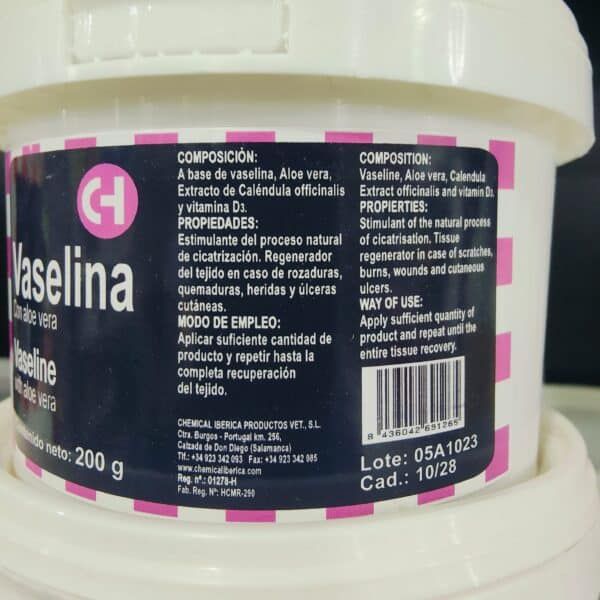 CH
Vaselina
Con aloe vera
Vaseline
with aloe vera
ntenido neto: 200 g
COMPOSICIÓN:
A base de vaselina, Aloe vera,
Extracto de Caléndula officinalis
y vitamina D3.
PROPIEDADES:
Estimulante del proceso natural
de cicatrización. Regenerador
del tejido en caso de rozaduras,
quemaduras, heridas y úlceras
cutáneas.
MODO DE EMPLEO:
Aplicar suficiente cantidad de
producto y repetir hasta la
completa recuperación
del tejido.
CHEMICAL IBERICA PRODUCTOS VET., S.L.
Ctra. Burgos - Portugal km. 256,
Calzada de Don Diego (Salamanca)
Tlf.: +34 923 342 093 Fax: +34 923 342 985
www.chemicaliberica.com
Reg. nº.: 01278-H
Fab. Reg. Nº: HCMR-290
COMPOSITION:
Vaseline, Aloe vera, Calendula
Extract officinalis and vitamin D3.
PROPIERTIES:
Stimulant of the natural process
of cicatrisation. Tissue
regenerator in case of scratches,
burns, wounds and cutaneous
ulcers.
WAY OF USE:
Apply sufficient quantity of
product and repeat until the
entire tissue recovery.
8 436042 691265
Lote: 05A1023
Cad.: 10/28